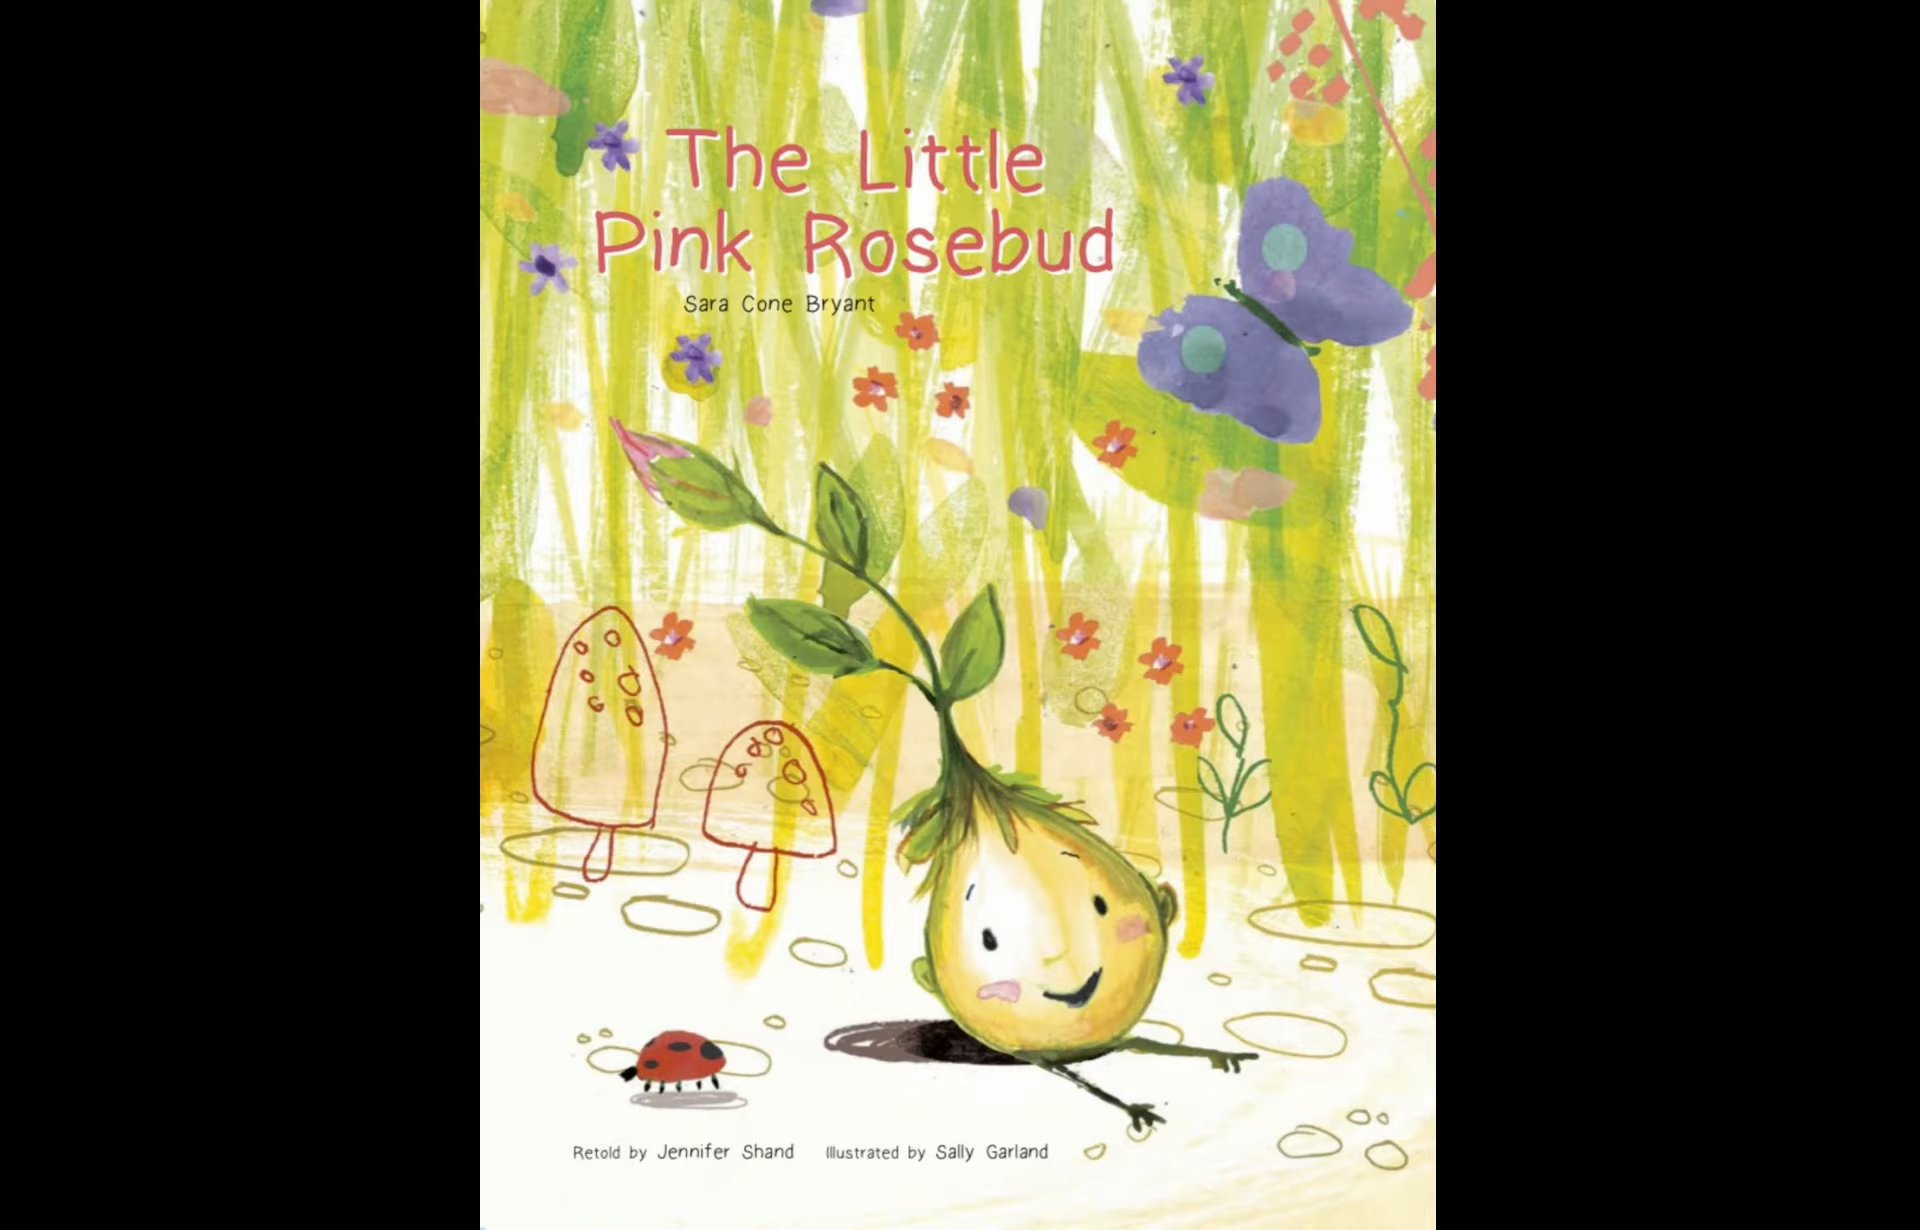 The Little
Pink Rosebud
Sara Cone Bryant
Retold by Jennifer Shand Illustrated by Sally Garland